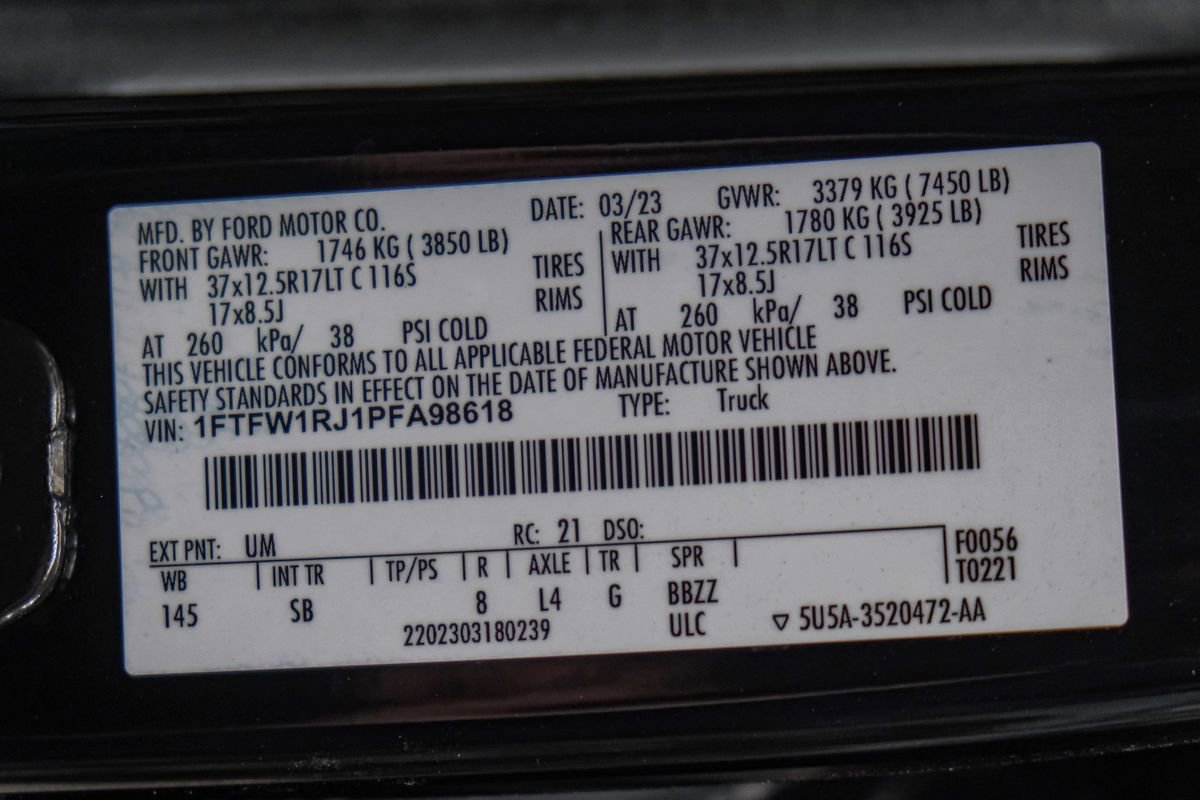 MFD. BY FORD MOTOR CO. DATE: 03/23 GVWR: 3379 KG ( 7450 LB)
FRONT GAWR: 1746 KG ( 3850 LB) REAR GAWR: 1780 KG ( 3925 LB)
WITH 37x12.5R17LT C 116S TIRES WITH 37x12.5R17LT C 116S TIRES
17x8.5J RIMS 17x8.5J RIMS
AT 260 kPa/ 38 PSI COLD AT 260 kPa/ 38 PSI COLD
THIS VEHICLE CONFORMS TO ALL APPLICABLE FEDERAL MOTOR VEHICLE
SAFETY STANDARDS IN EFFECT ON THE DATE OF MANUFACTURE SHOWN ABOVE.
VIN: 1FTFW1RJ1PFA98618 TYPE: Truck
EXT PNT: UM RC: 21 DSO:
WB INT TR TP/PS R AXLE TR SPR F0056
145 SB 8 L4 G BBZZ T0221
2202303180239 ULC ▽ 5U5A-3520472-AA